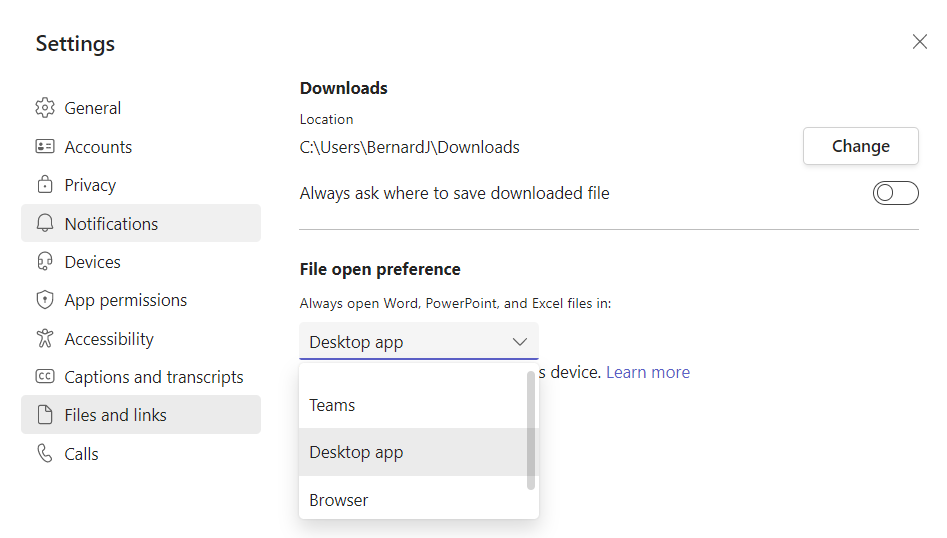 Settings
General
Accounts
Privacy
Notifications
Devices
App permissions
Accessibility
Captions and transcripts
Files and links
Calls
Downloads
Location
C:\Users\BernardJ\Downloads
Change
Always ask where to save downloaded file
File open preference
Always open Word, PowerPoint, and Excel files in:
Desktop app
s device. Learn more
Teams
Desktop app
Browser